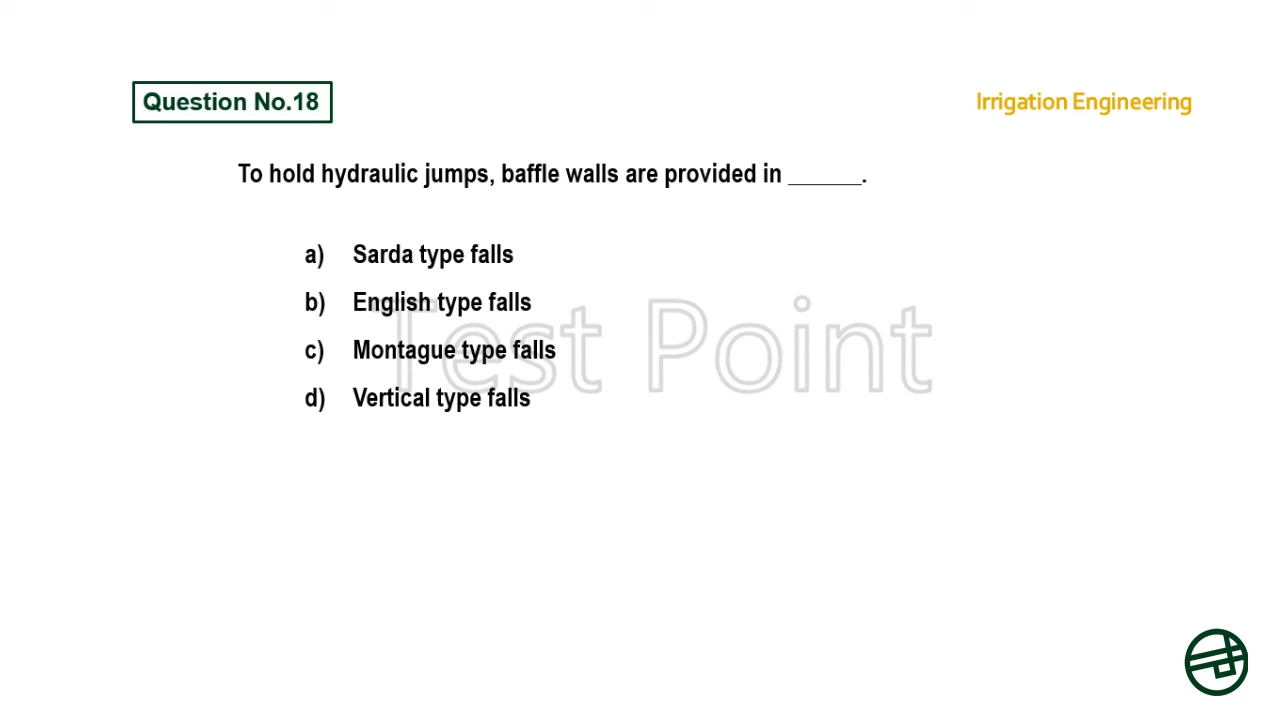 Question No.18
Irrigation Engineering
To hold hydraulic jumps, baffle walls are provided in ______.
a) Sarda type falls
b) English type falls
c) Montague type falls
d) Vertical type falls
Test Point